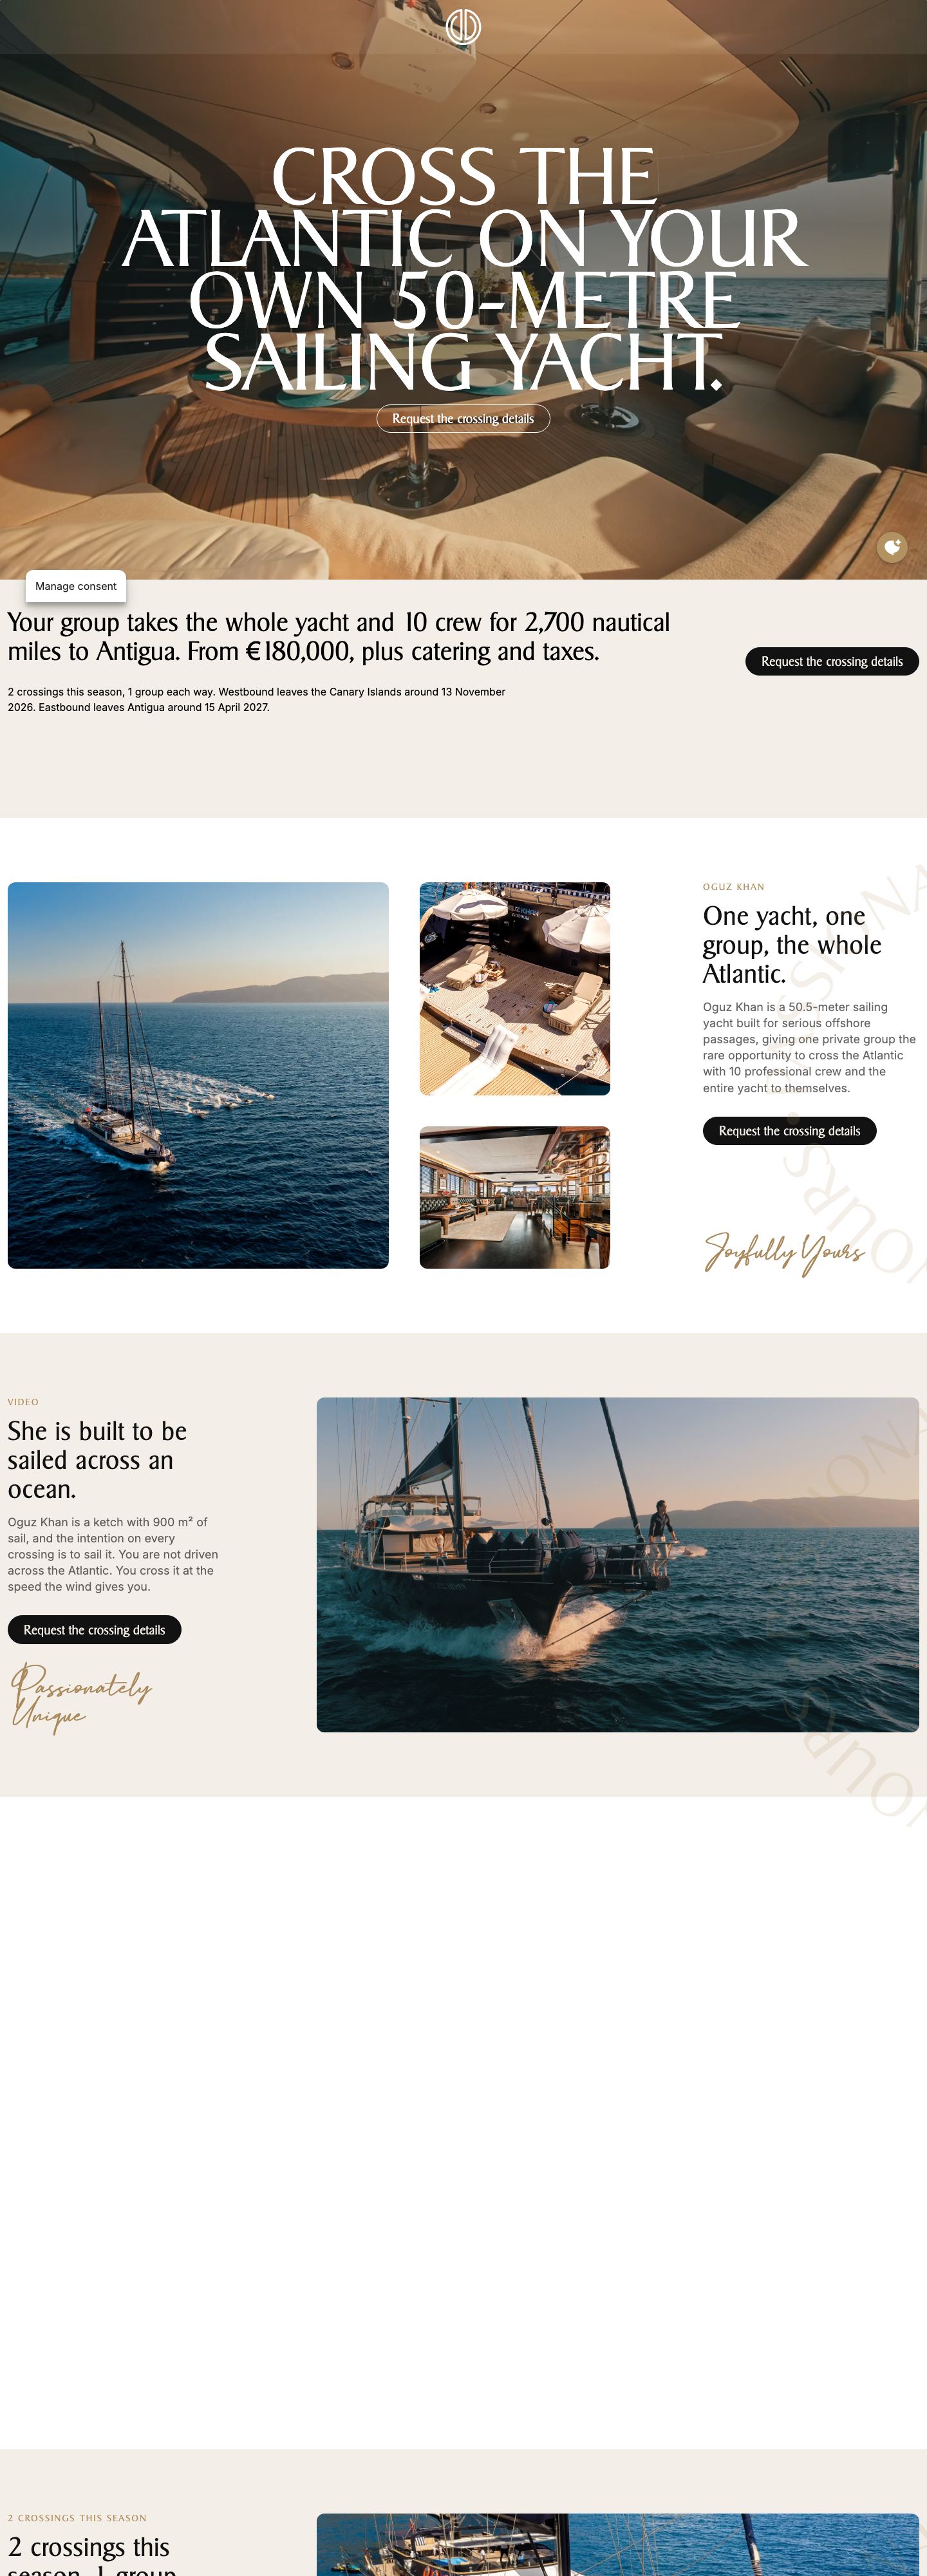 CROSS THE
ATLANTIC ON YOUR
OWN 50-METRE
SAILING YACHT.
Request the crossing details
Manage consent
Your group takes the whole yacht and 10 crew for 2,700 nautical
miles to Antigua. From €180,000, plus catering and taxes.
Request the crossing details
2 crossings this season, 1 group each way. Westbound leaves the Canary Islands around 13 November
2026. Eastbound leaves Antigua around 15 April 2027.
OGUZ KHAN
One yacht, one
group, the whole
Atlantic.
Oguz Khan is a 50.5-meter sailing
yacht built for serious offshore
passages, giving one private group the
rare opportunity to cross the Atlantic
with 10 professional crew and the
entire yacht to themselves.
Request the crossing details
Joyfully Yours
VIDEO
She is built to be
sailed across an
ocean.
Oguz Khan is a ketch with 900 m² of
sail, and the intention on every
crossing is to sail it. You are not driven
across the Atlantic. You cross it at the
speed the wind gives you.
Request the crossing details
Passionately
Unique
2 CROSSINGS THIS SEASON
2 crossings this
season, 1 group